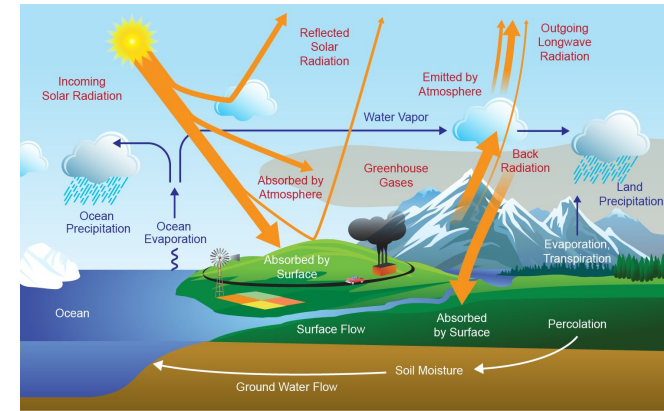 Reflected
Solar
Radiation
Outgoing
Longwave
Radiation
Incoming
Solar Radiation
Emitted by
Atmosphere
Water Vapor
Absorbed by
Atmosphere
Greenhouse
Gases
Back
Radiation
Land
Precipitation
Ocean
Precipitation
Ocean
Evaporation
Evaporation,
Transpiration
Absorbed by
Surface
Ocean
Surface Flow
Absorbed
by Surface
Percolation
Soil Moisture
Ground Water Flow